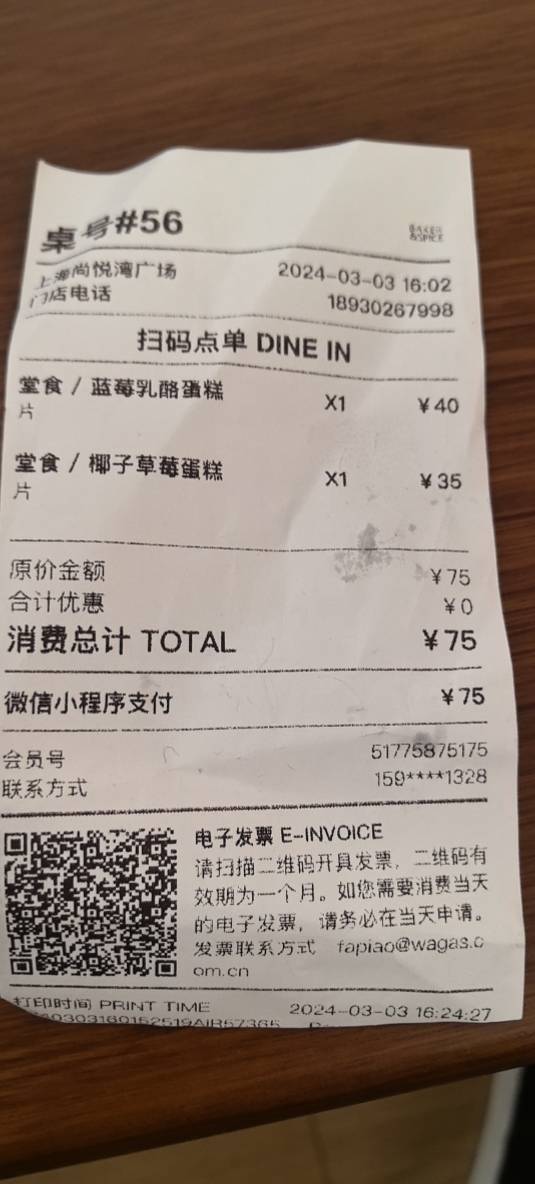 桌号#56
BAKER
&SPICE
上海尚悦湾广场 2024-03-03 16:02
门店电话 18930267998
扫码点单 DINE IN
堂食 / 蓝莓乳酪蛋糕 X1 ¥40
片
堂食 / 椰子草莓蛋糕 X1 ¥35
片
原价金额 ¥75
合计优惠 ¥0
消费总计 TOTAL ¥75
微信小程序支付 ¥75
会员号 51775875175
联系方式 159****1328
电子发票 E-INVOICE
请扫描二维码开具发票，二维码有
效期为一个月。如您需要消费当天
的电子发票，请务必在当天申请。
发票联系方式 fapiao@wagas.c
om.cn
打印时间 PRINT TIME 2024-03-03 16:24:27